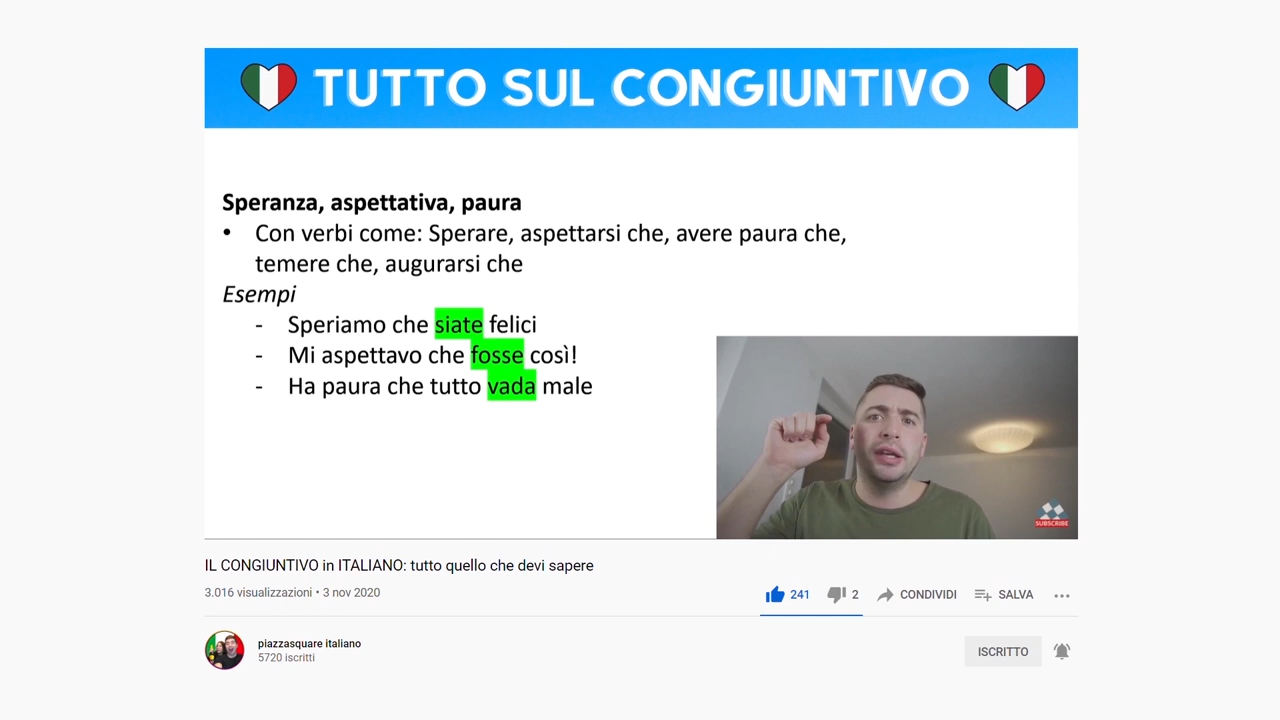 TUTTO SUL CONGIUNTIVO
Speranza, aspettativa, paura
• Con verbi come: Sperare, aspettarsi che, avere paura che,
temere che, augurarsi che
Esempi
- Speriamo che siate felici
- Mi aspettavo che fosse così!
- Ha paura che tutto vada male
SUBSCRIBE
IL CONGIUNTIVO in ITALIANO: tutto quello che devi sapere
3.016 visualizzazioni • 3 nov 2020
241 2 CONDIVIDI SALVA
piazzasquare italiano
5720 iscritti
ISCRITTO